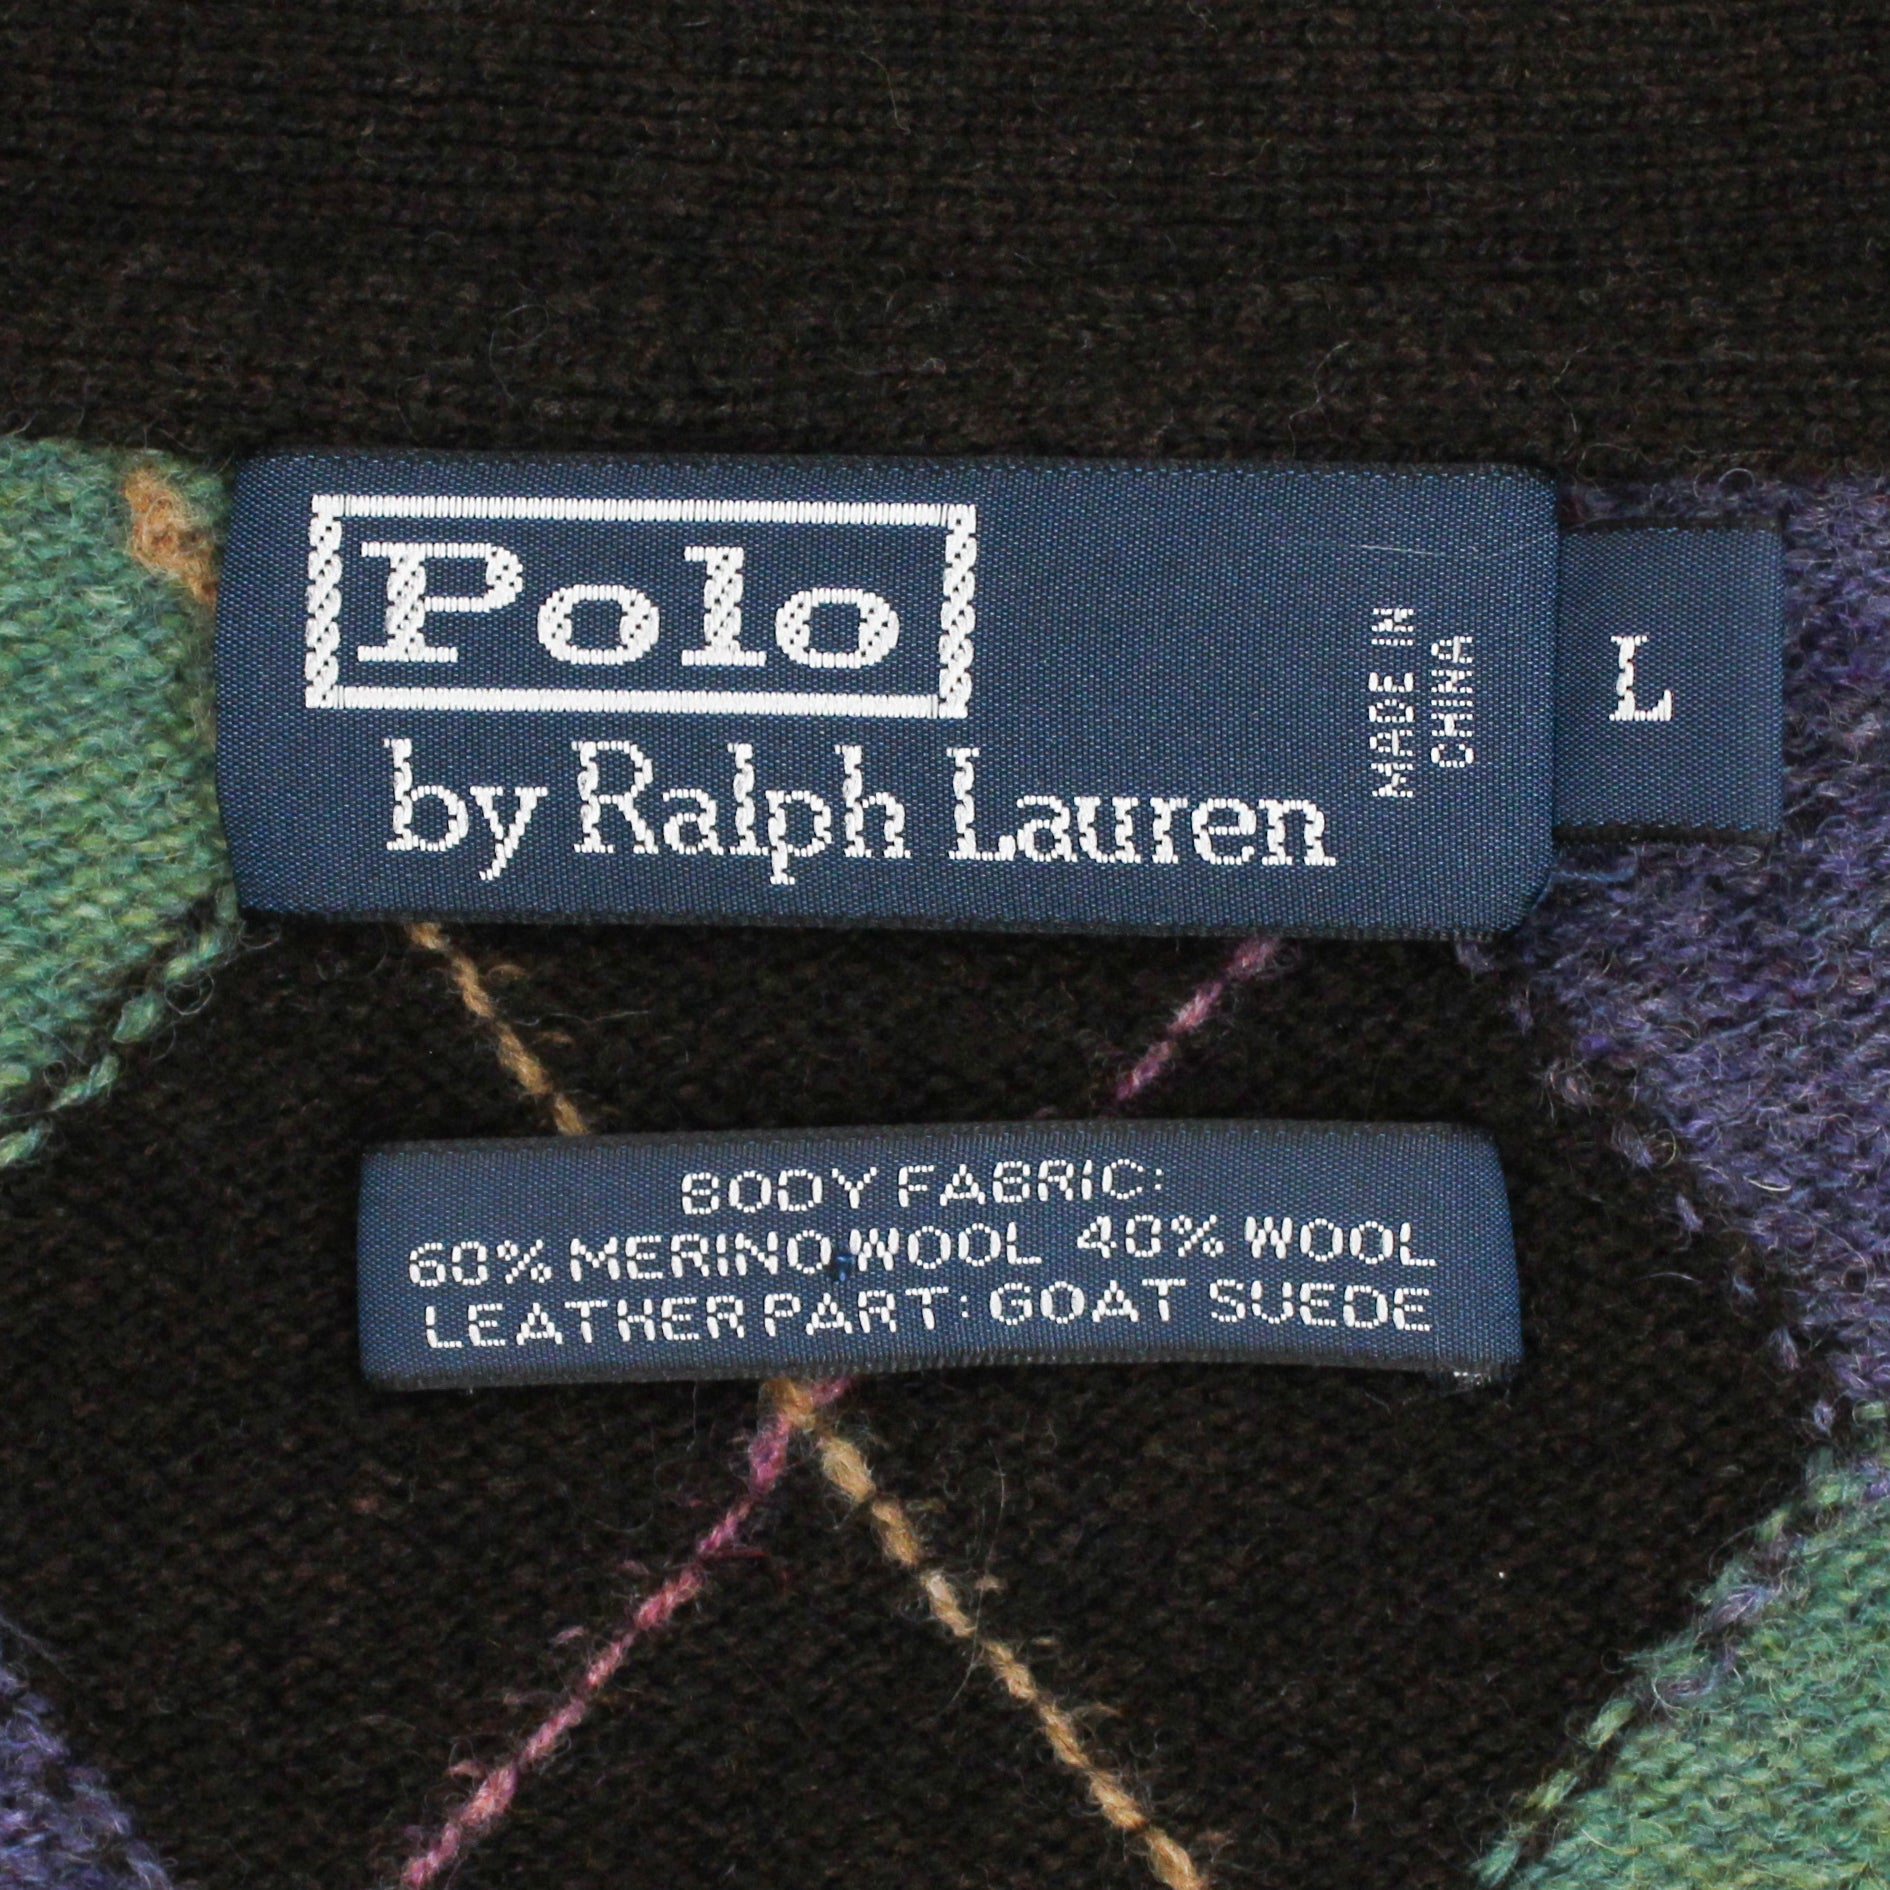 Polo
by Ralph Lauren
MADE IN
CHINA
L
BODY FABRIC:
60% MERINO WOOL 40% WOOL
LEATHER PART: GOAT SUEDE